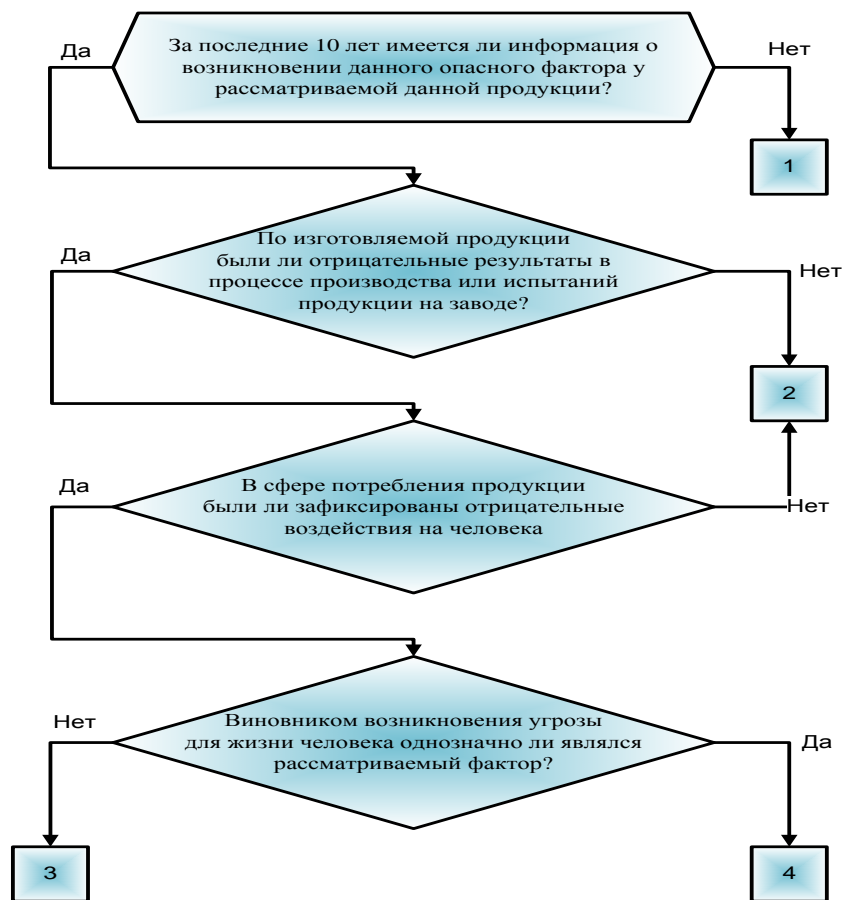 Да
За последние 10 лет имеется ли информация о
возникновении данного опасного фактора у
рассматриваемой данной продукции?
Нет
1
Да
По изготовляемой продукции
были ли отрицательные результаты в
процессе производства или испытаний
продукции на заводе?
Нет
2
Да
В сфере потребления продукции
были ли зафиксированы отрицательные
воздействия на человека
Нет
Нет
Виновником возникновения угрозы
для жизни человека однозначно ли являлся
рассматриваемый фактор?
Да
3
4